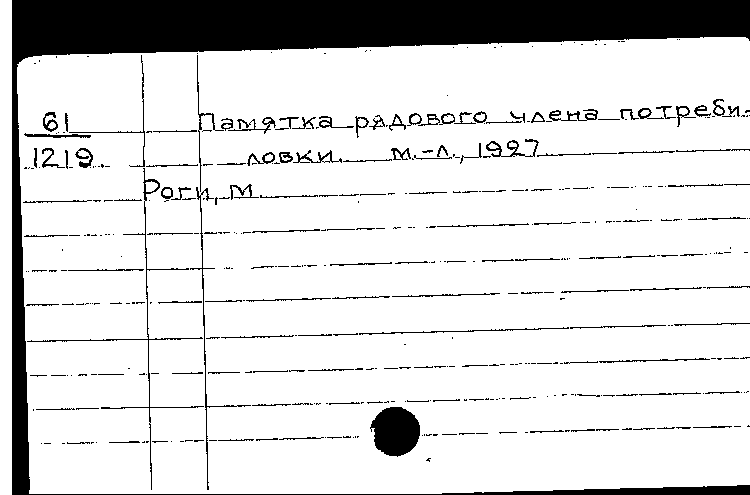 61 Памятка рядового члена потреби-
1219. ловки. М.-Л., 1927
Роги, М.